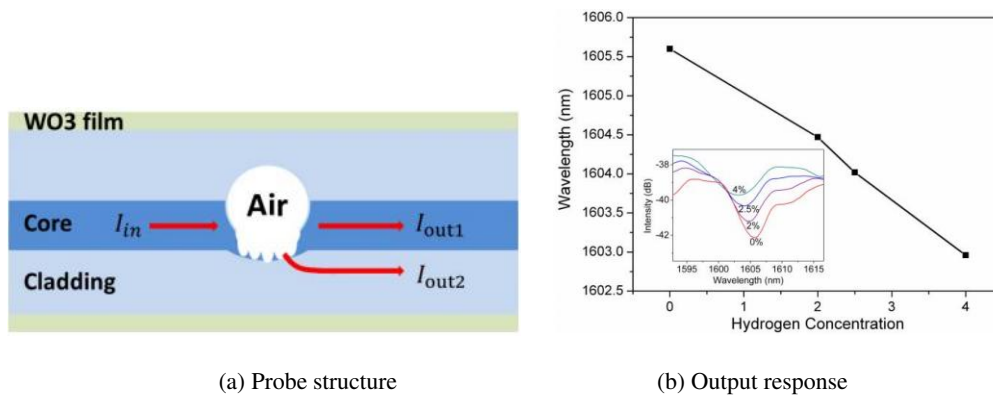 WO3 film
Air
Core
I_in
I_out1
I_out2
Cladding
(a) Probe structure
1606.0
1605.5
1605.0
1604.5
1604.0
1603.5
1603.0
1602.5
Wavelength (nm)
0 1 2 3 4
Hydrogen Concentration
-38
-40
-42
Intensity (dB)
4%
2.5%
2%
0%
1595 1600 1605 1610 1615
Wavelength (nm)
(b) Output response